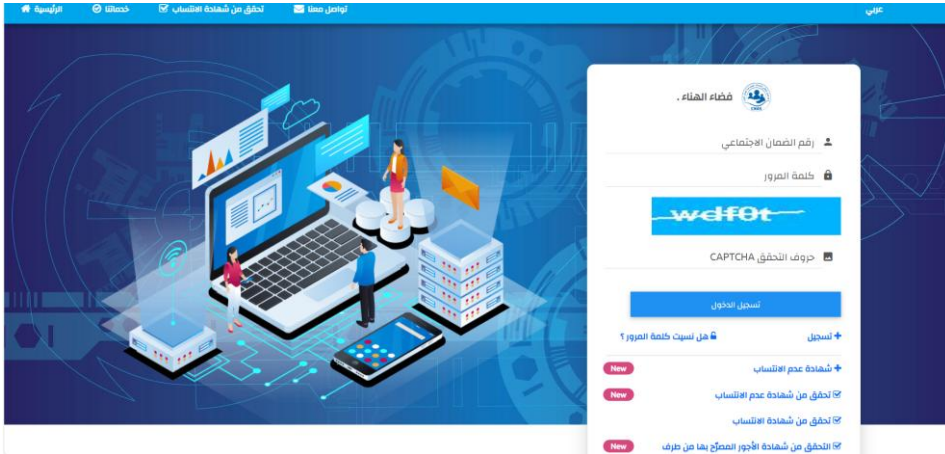 الرئيسية
خدماتنا
تحقق من شهادة الانتساب
تواصل معنا
عربي
فضاء الهناء .
CNAS
رقم الضمان الاجتماعي
كلمة المرور
wdf0t
حروف التحقق CAPTCHA
تسجيل الدخول
تسجيل
هل نسيت كلمة المرور ؟
شهادة عدم الانتساب New
تحقق من شهادة عدم الانتساب New
تحقق من شهادة الانتساب
التحقق من شهادة الأجور المصرّح بها من طرف New